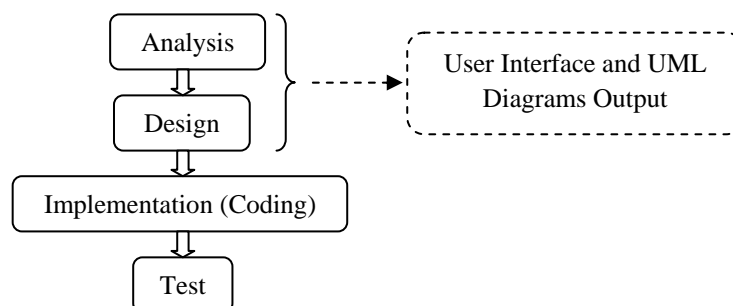 Analysis
Design
Implementation (Coding)
Test
User Interface and UML
Diagrams Output